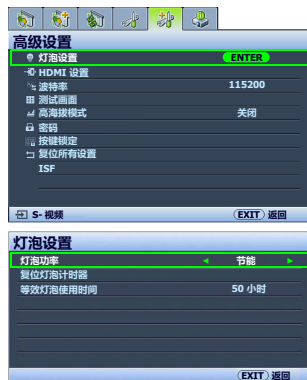 高级设置
灯泡设置 ENTER
HDMI 设置
波特率 115200
测试画面
高海拔模式 关闭
密码
按键锁定
复位所有设置
ISF
S- 视频 EXIT 返回
灯泡设置
灯泡功率 节能
复位灯泡计时器
等效灯泡使用时间 50 小时
EXIT 返回